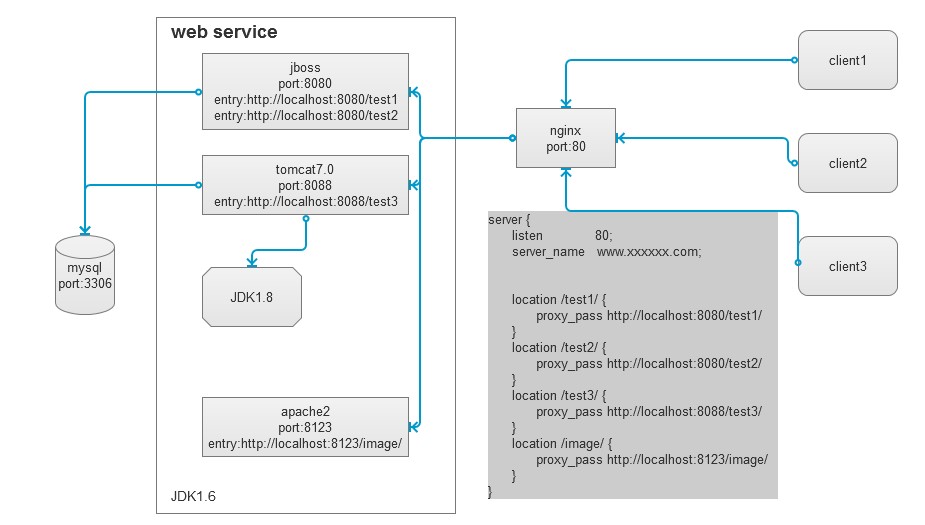 web service
jboss
port:8080
entry:http://localhost:8080/test1
entry:http://localhost:8080/test2
tomcat7.0
port:8088
entry:http://localhost:8088/test3
mysql
port:3306
JDK1.8
apache2
port:8123
entry:http://localhost:8123/image/
JDK1.6
nginx
port:80
client1
client2
client3
server {
listen 80;
server_name www.xxxxxx.com;
location /test1/ {
proxy_pass http://localhost:8080/test1/
}
location /test2/ {
proxy_pass http://localhost:8080/test2/
}
location /test3/ {
proxy_pass http://localhost:8088/test3/
}
location /image/ {
proxy_pass http://localhost:8123/image/
}
}